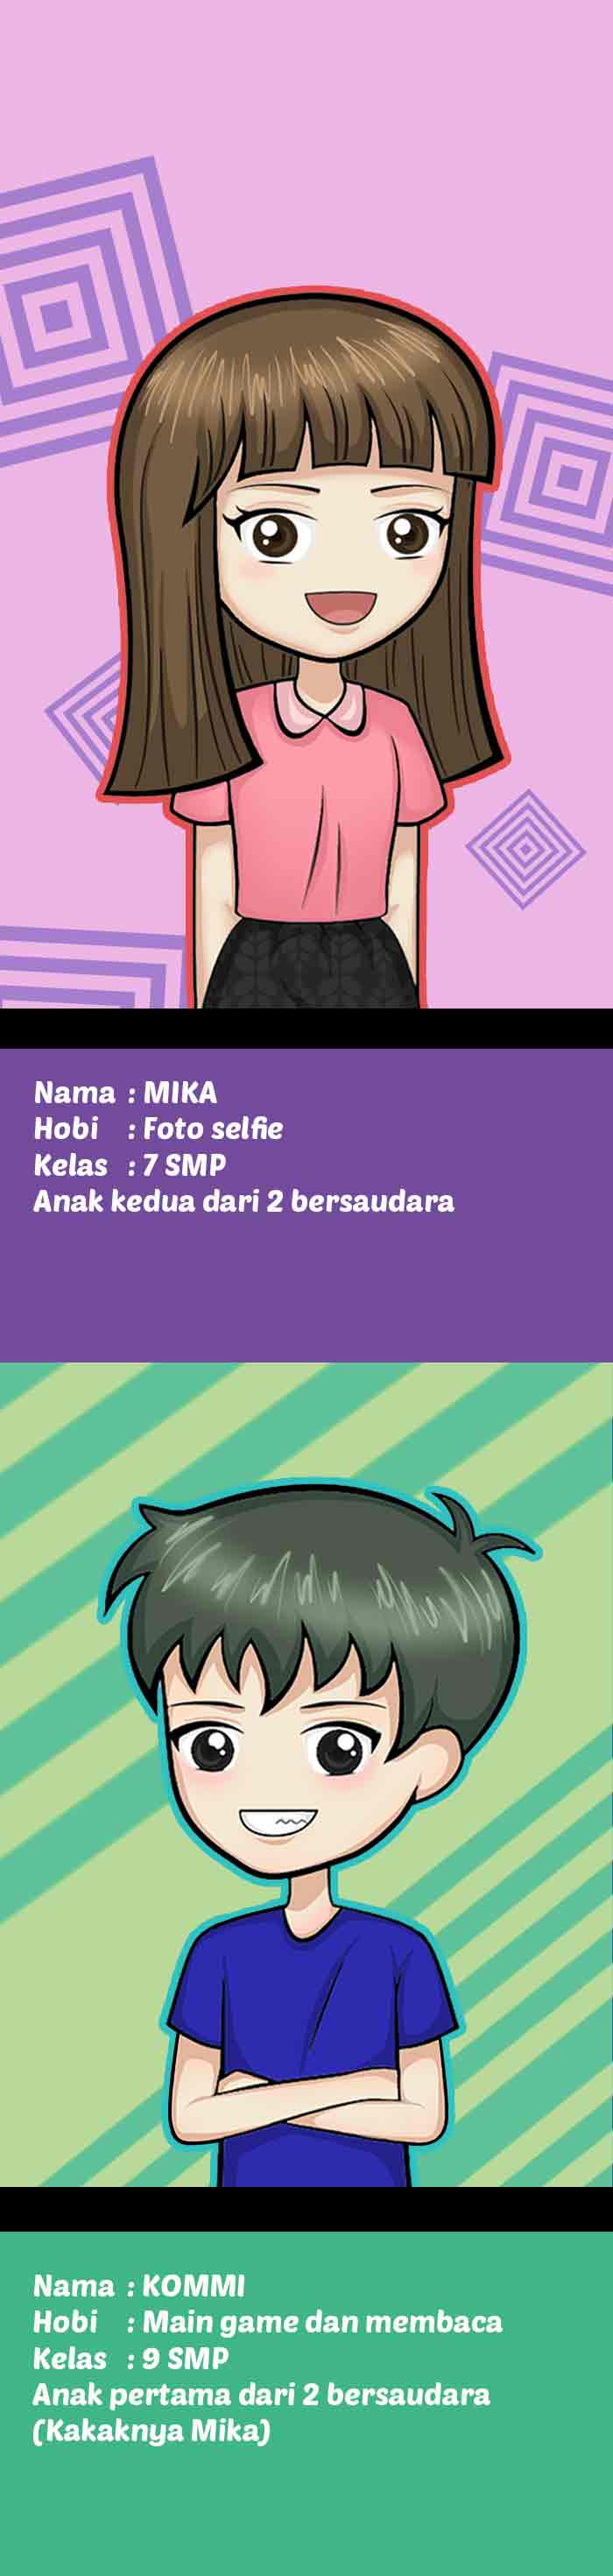 Nama : MIKA
Hobi : Foto selfie
Kelas : 7 SMP
Anak kedua dari 2 bersaudara
Nama : KOMMI
Hobi : Main game dan membaca
Kelas : 9 SMP
Anak pertama dari 2 bersaudara
(Kakaknya Mika)